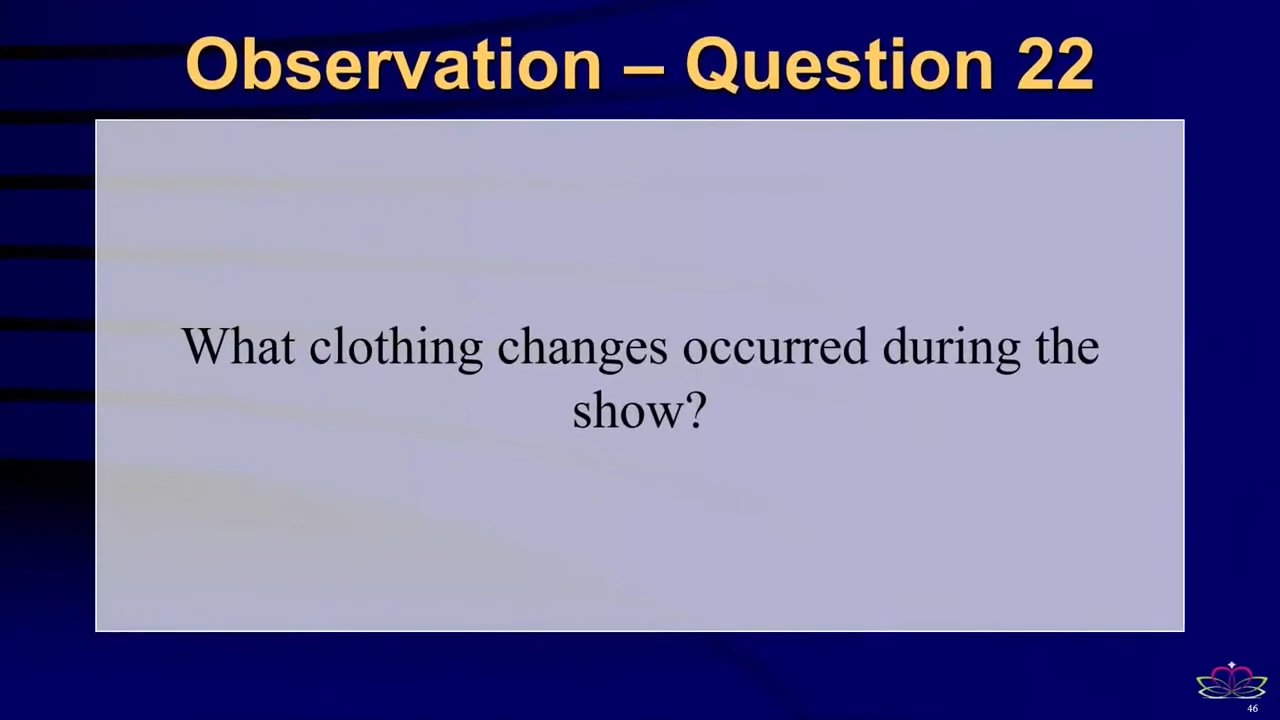 Observation – Question 22
What clothing changes occurred during the
show?
46